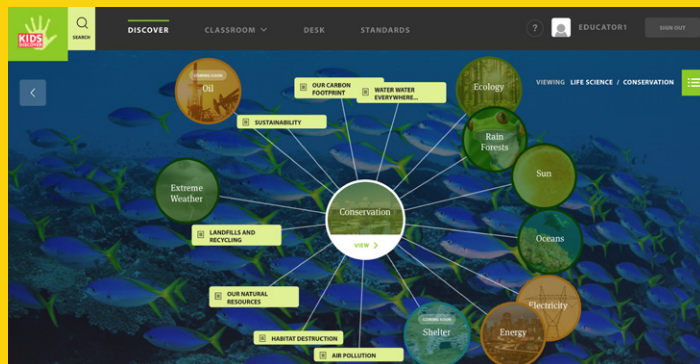 KIDS
DISCOVER
SEARCH
DISCOVER
CLASSROOM
DESK
STANDARDS
?
EDUCATOR1
SIGN OUT
VIEWING LIFE SCIENCE / CONSERVATION
COMING SOON
Oil
OUR CARBON
FOOTPRINT
WATER WATER
EVERYWHERE...
Ecology
SUSTAINABILITY
Rain
Forests
Extreme
Weather
Sun
Conservation
VIEW
LANDFILLS AND
RECYCLING
Oceans
OUR NATURAL
RESOURCES
Electricity
COMING SOON
Shelter
Energy
HABITAT DESTRUCTION
AIR POLLUTION